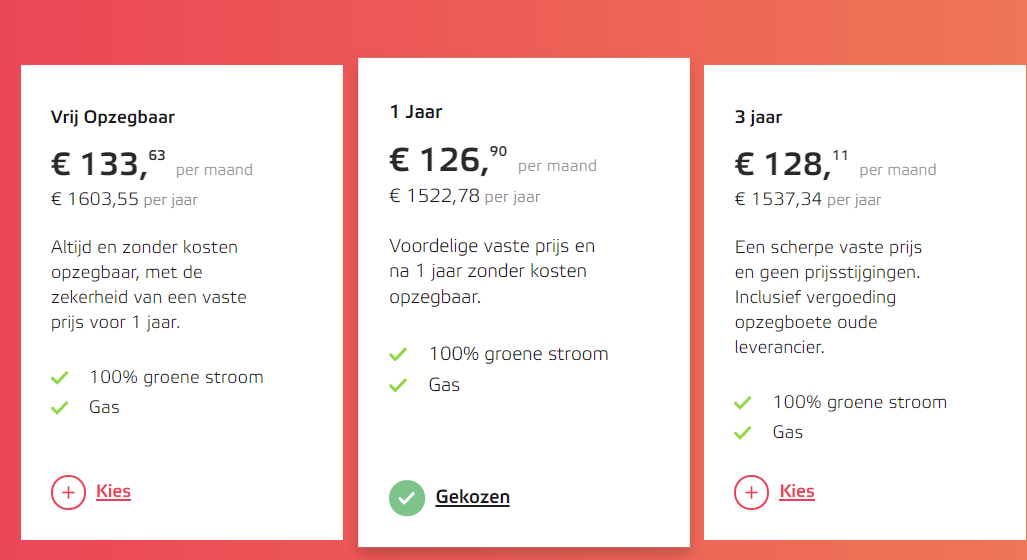 Vrij Opzegbaar
€ 133,63 per maand
€ 1603,55 per jaar
Altijd en zonder kosten
opzegbaar, met de
zekerheid van een vaste
prijs voor 1 jaar.
100% groene stroom
Gas
Kies
1 Jaar
€ 126,90 per maand
€ 1522,78 per jaar
Voordelige vaste prijs en
na 1 jaar zonder kosten
opzegbaar.
100% groene stroom
Gas
Gekozen
3 jaar
€ 128,11 per maand
€ 1537,34 per jaar
Een scherpe vaste prijs
en geen prijsstijgingen.
Inclusief vergoeding
opzegboete oude
leverancier.
100% groene stroom
Gas
Kies